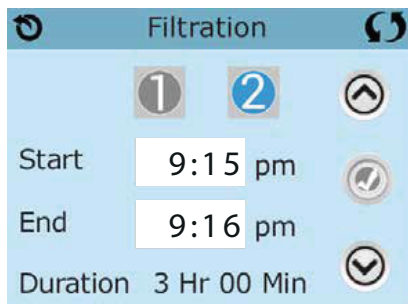 Filtration
1 2
Start 9:15 pm
End 9:16 pm
Duration 3 Hr 00 Min